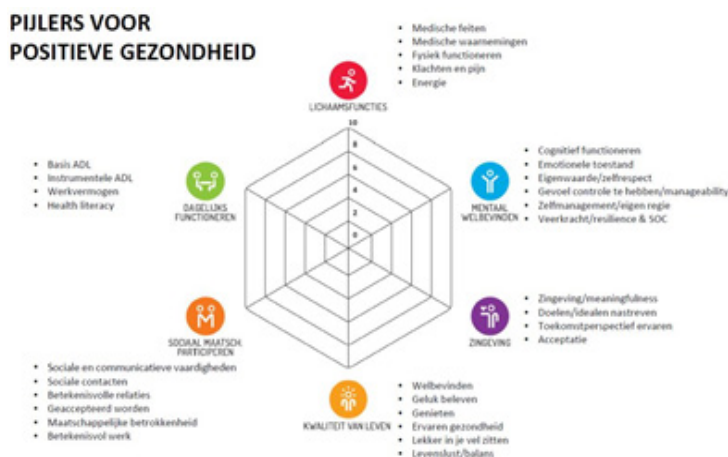 PIJLERS VOOR
POSITIEVE GEZONDHEID
• Medische feiten
• Medische waarnemingen
• Fysiek functioneren
• Klachten en pijn
• Energie
LICHAAMSFUNCTIES
10
8
6
4
2
0
• Cognitief functioneren
• Emotionele toestand
• Eigenwaarde/zelfrespect
• Gevoel controle te hebben/manageability
• Zelfmanagement/eigen regie
• Veerkracht/resilience & SOC
MENTAAL
WELBEVINDEN
• Zingeving/meaningfulness
• Doelen/idealen nastreven
• Toekomstperspectief ervaren
• Acceptatie
ZINGEVING
• Welbevinden
• Geluk beleven
• Genieten
• Ervaren gezondheid
• Lekker in je vel zitten
• Levenslust/balans
KWALITEIT VAN LEVEN
SOCIAAL MAATSCH.
PARTICIPEREN
• Sociale en communicatieve vaardigheden
• Sociale contacten
• Betekenisvolle relaties
• Geaccepteerd worden
• Maatschappelijke betrokkenheid
• Betekenisvol werk
• Basis ADL
• Instrumentele ADL
• Werkvermogen
• Health literacy
DAGELIJKS
FUNCTIONEREN